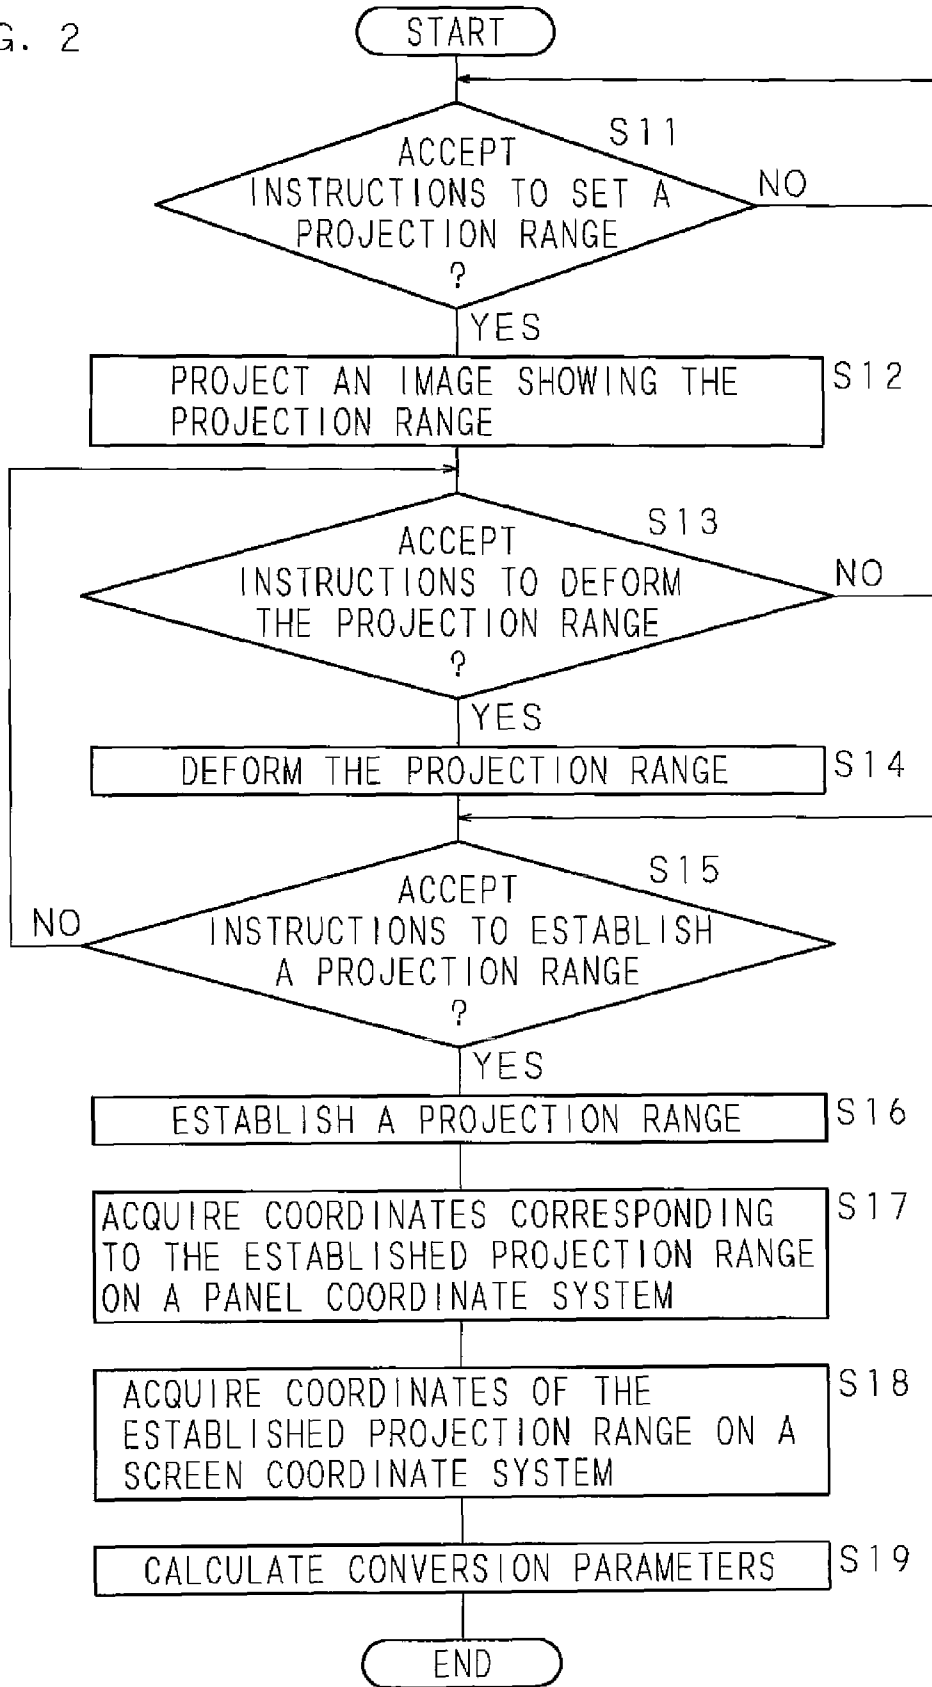 G. 2
START
S11
ACCEPT
INSTRUCTIONS TO SET A
PROJECTION RANGE
?
NO
YES
PROJECT AN IMAGE SHOWING THE
PROJECTION RANGE
S12
S13
ACCEPT
INSTRUCTIONS TO DEFORM
THE PROJECTION RANGE
?
NO
YES
DEFORM THE PROJECTION RANGE
S14
S15
ACCEPT
INSTRUCTIONS TO ESTABLISH
A PROJECTION RANGE
?
NO
YES
ESTABLISH A PROJECTION RANGE
S16
ACQUIRE COORDINATES CORRESPONDING
TO THE ESTABLISHED PROJECTION RANGE
ON A PANEL COORDINATE SYSTEM
S17
ACQUIRE COORDINATES OF THE
ESTABLISHED PROJECTION RANGE ON A
SCREEN COORDINATE SYSTEM
S18
CALCULATE CONVERSION PARAMETERS
S19
END